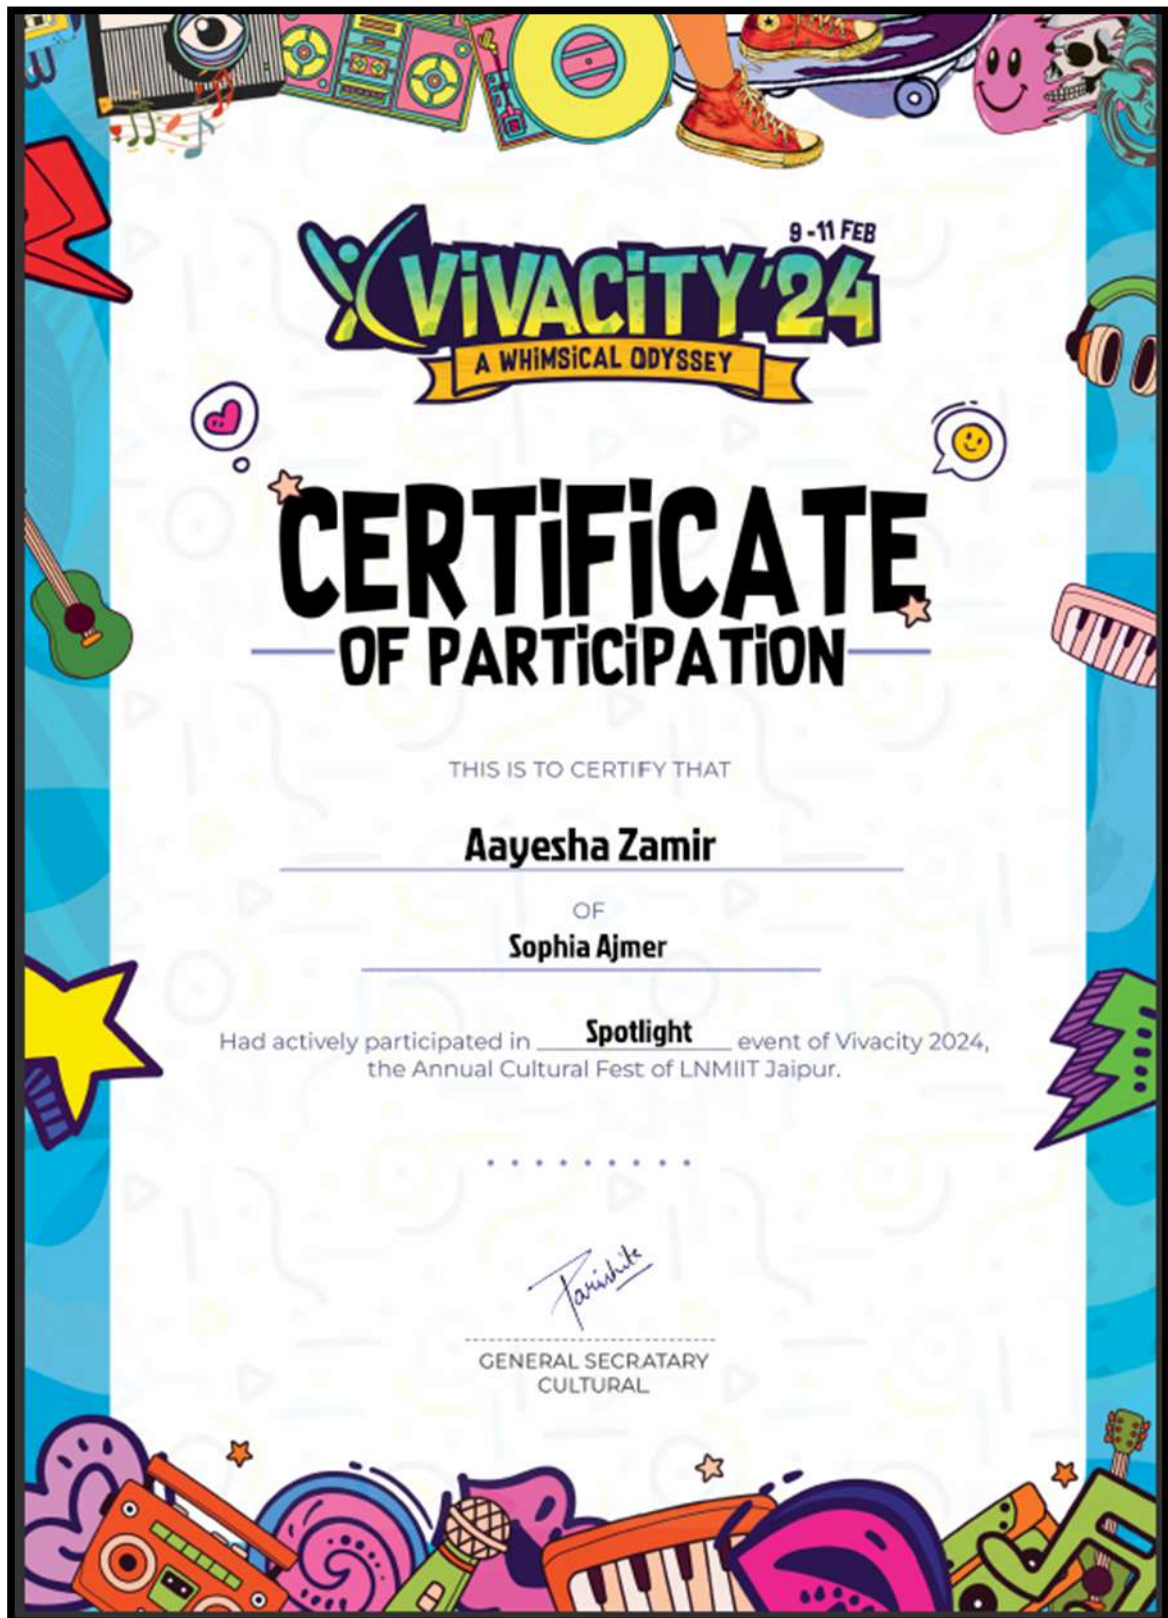 9 -11 FEB
ViVACiTY '24
A WHiMSiCAL ODYSSEY
CERTiFiCATE
OF PARTiCiPATiON
THIS IS TO CERTIFY THAT
Aayesha Zamir
OF
Sophia Ajmer
Had actively participated in Spotlight event of Vivacity 2024,
the Annual Cultural Fest of LNMIIT Jaipur.
GENERAL SECRATARY
CULTURAL